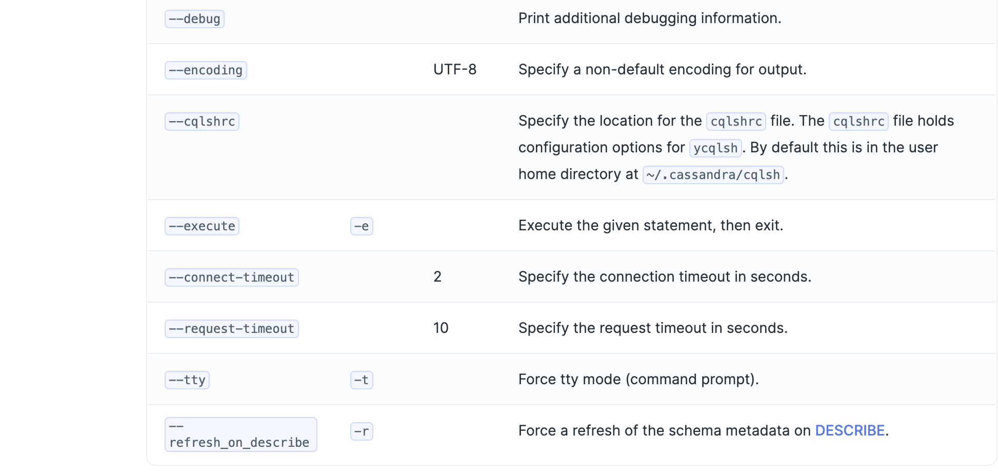 --debug Print additional debugging information.
--encoding UTF-8 Specify a non-default encoding for output.
--cqlshrc Specify the location for the cqlshrc file. The cqlshrc file holds
configuration options for ycqlsh. By default this is in the user
home directory at ~/.cassandra/cqlsh.
--execute -e Execute the given statement, then exit.
--connect-timeout 2 Specify the connection timeout in seconds.
--request-timeout 10 Specify the request timeout in seconds.
--tty -t Force tty mode (command prompt).
--
refresh_on_describe -r Force a refresh of the schema metadata on DESCRIBE.